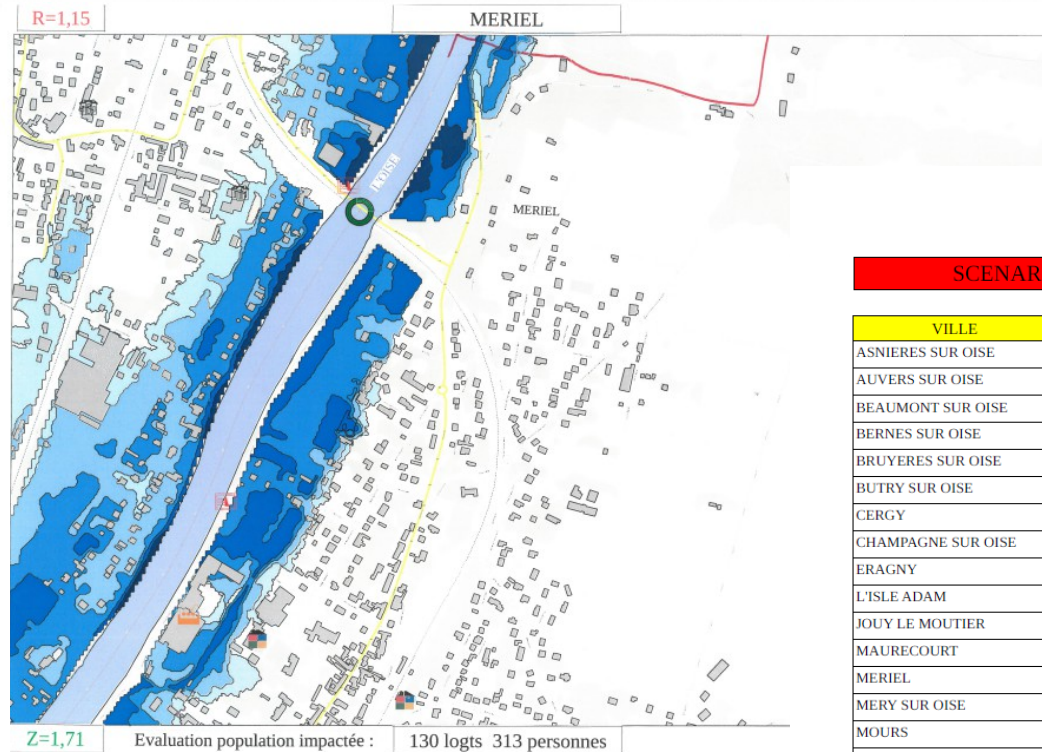 R=1,15
MERIEL
L'OISE
MERIEL
SCENAR
VILLE
ASNIERES SUR OISE
AUVERS SUR OISE
BEAUMONT SUR OISE
BERNES SUR OISE
BRUYERES SUR OISE
BUTRY SUR OISE
CERGY
CHAMPAGNE SUR OISE
ERAGNY
L'ISLE ADAM
JOUY LE MOUTIER
MAURECOURT
MERIEL
MERY SUR OISE
MOURS
Z=1,71
Evaluation population impactée :
130 logts 313 personnes